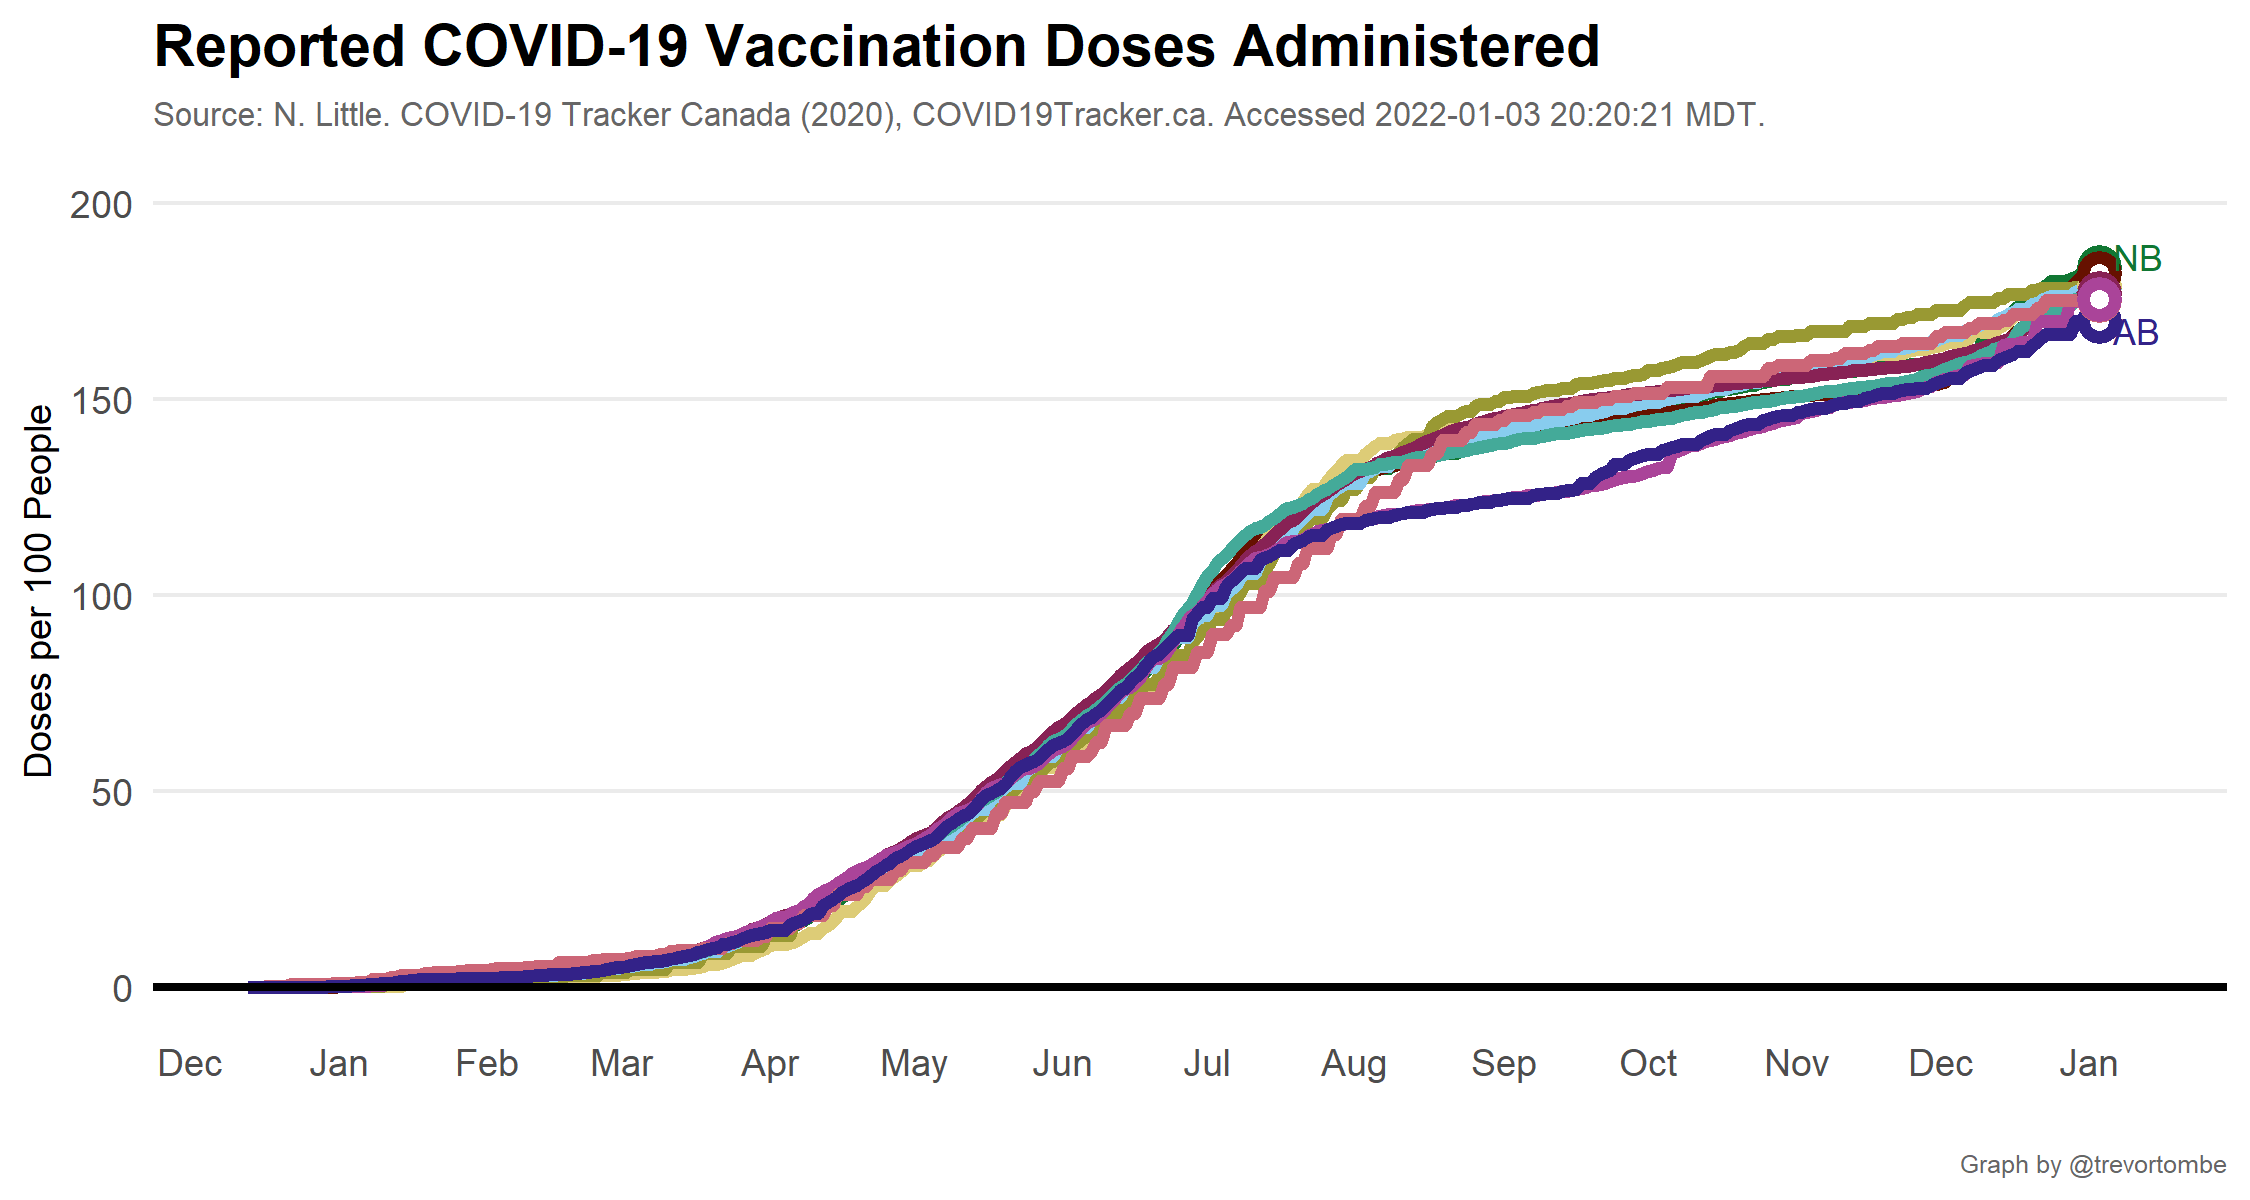 Reported COVID-19 Vaccination Doses Administered
Source: N. Little. COVID-19 Tracker Canada (2020), COVID19Tracker.ca. Accessed 2022-01-03 20:20:21 MDT.
Doses per 100 People
200
150
100
50
0
NB
AB
Dec Jan Feb Mar Apr May Jun Jul Aug Sep Oct Nov Dec Jan
Graph by @trevortombe